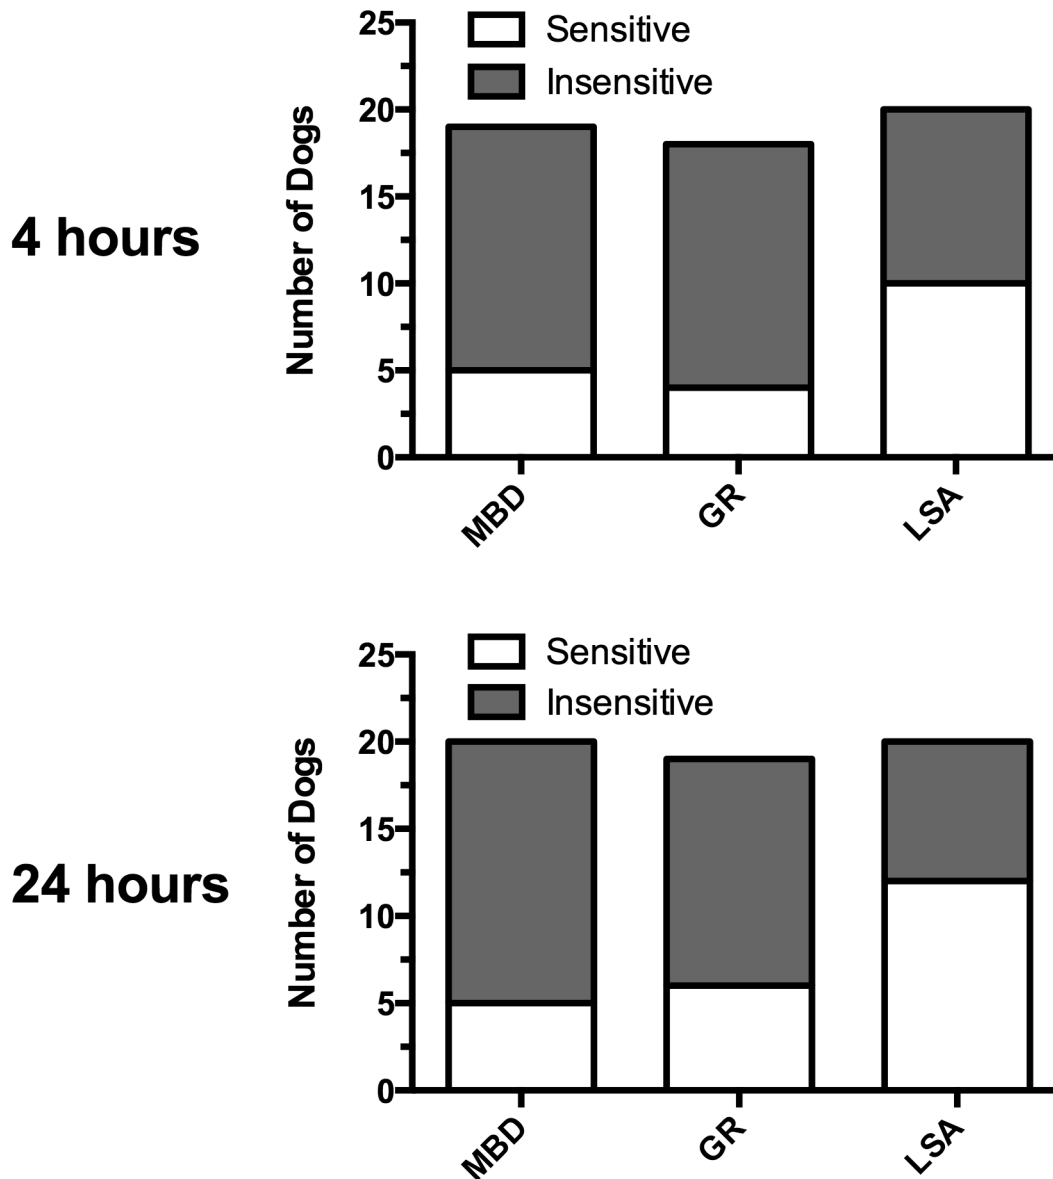 4 hours
Number of Dogs
25
20
15
10
5
0
Sensitive
Insensitive
MBD
GR
LSA
24 hours
Number of Dogs
25
20
15
10
5
0
Sensitive
Insensitive
MBD
GR
LSA